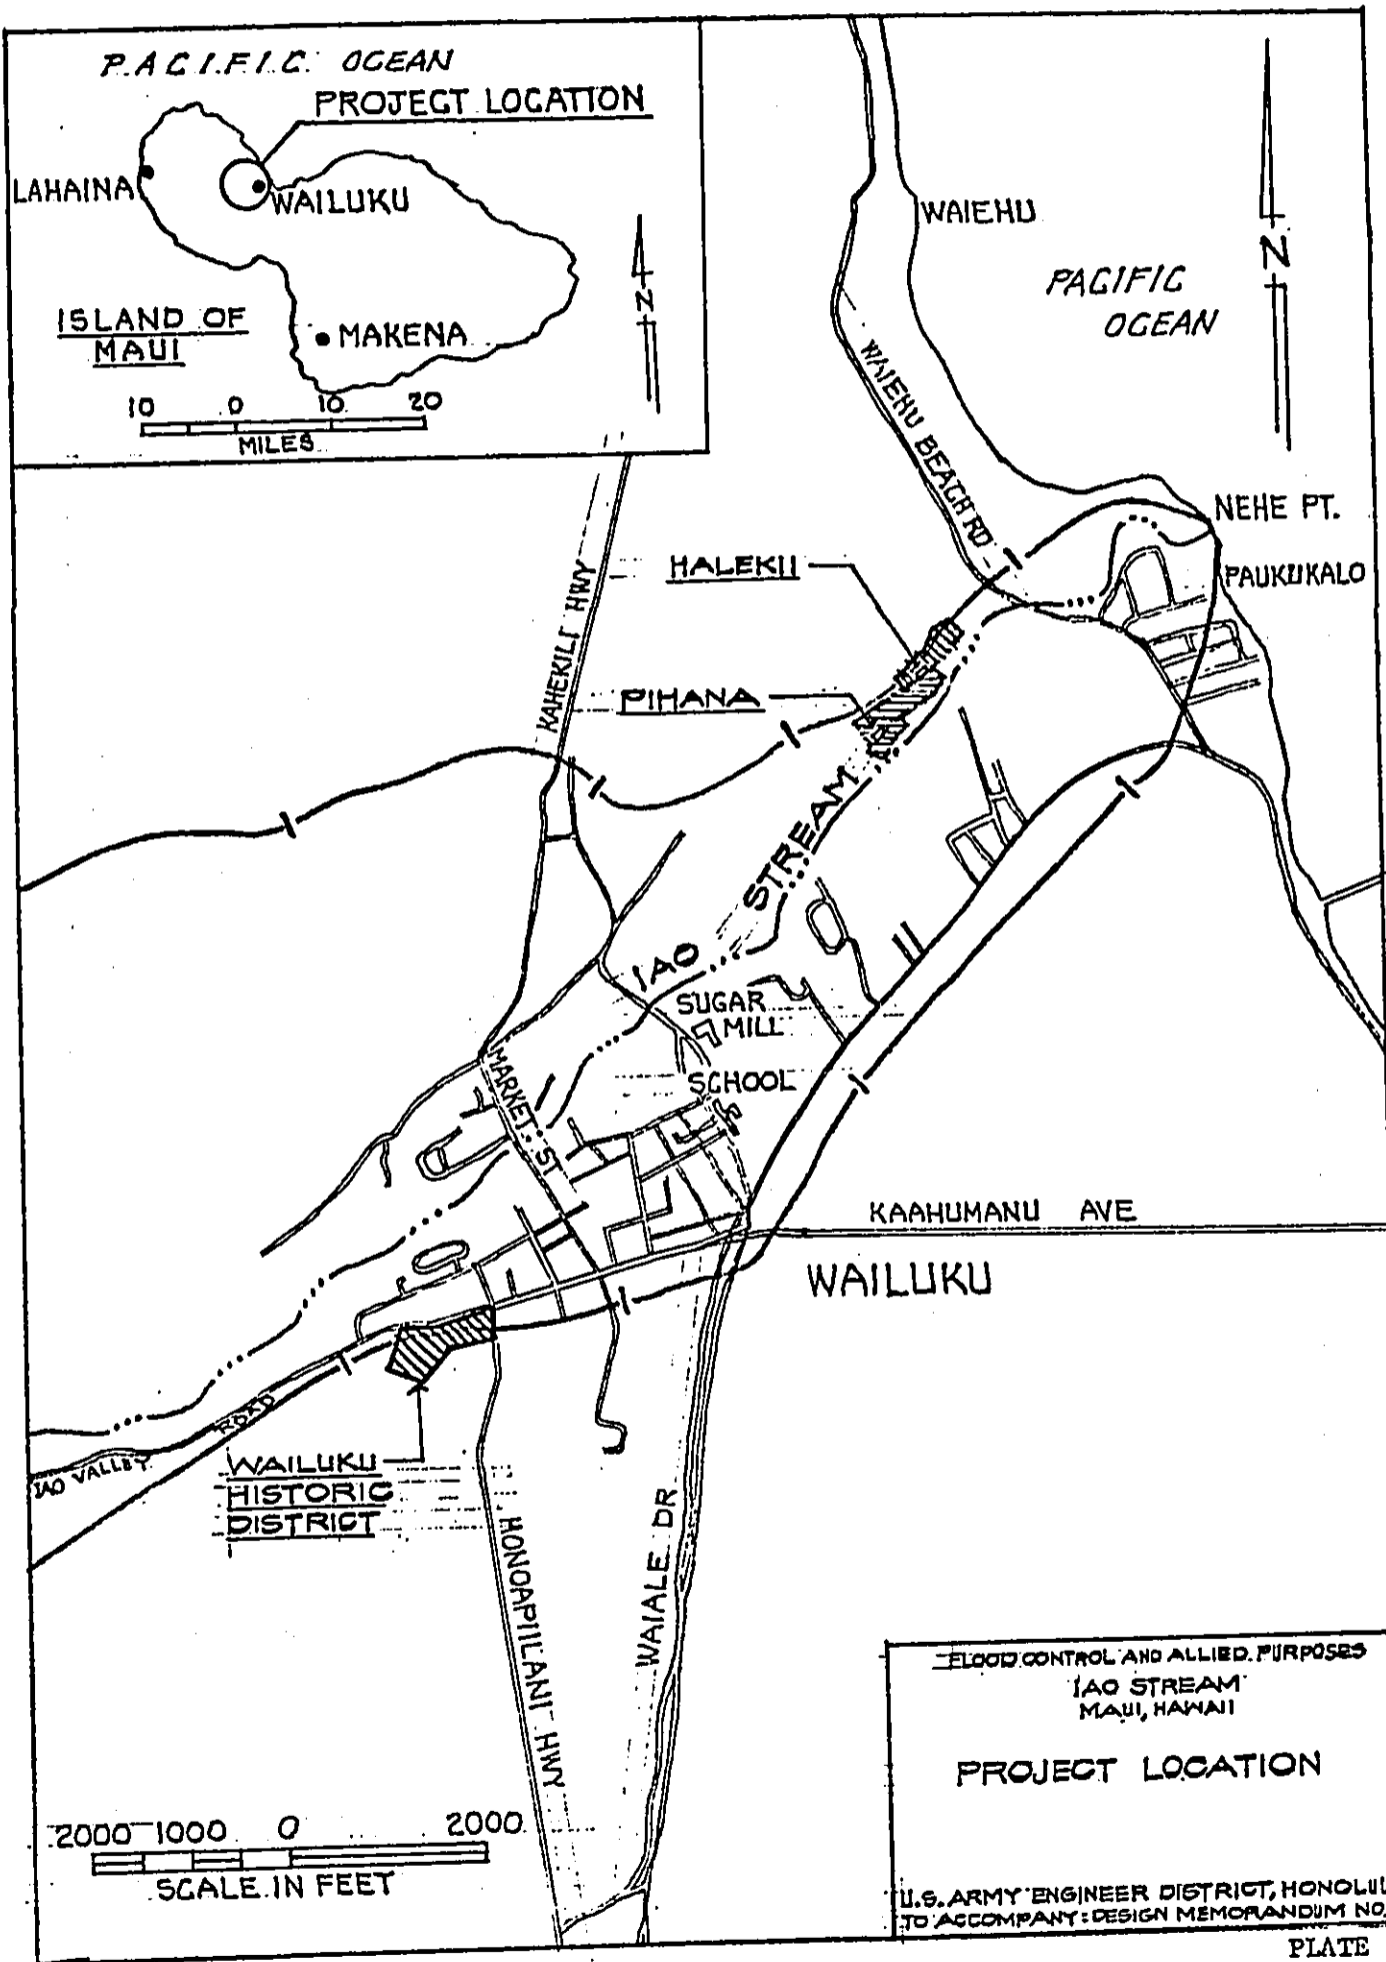 P.A.C.I.F.I.C. OCEAN
PROJECT LOCATION
LAHAINA
WAILUKU
ISLAND OF
MAUI
MAKENA
N
10 0 10 20
MILES
WAIEHU
PACIFIC
OCEAN
N
WAIEHU BEACH RD
NEHE PT.
PAUKUKALO
HALEKII
KAHEKILI HWY
PIHANA
IAO STREAM
SUGAR
MILL
SCHOOL
MARKET ST
KAAHUMANU AVE
WAILUKU
IAO VALLEY ROAD
WAILUKU
HISTORIC
DISTRICT
HONOAPIILANI HWY
WAIALE DR
2000 1000 0 2000
SCALE IN FEET
FLOOD CONTROL AND ALLIED PURPOSES
IAO STREAM
MAUI, HAWAII
PROJECT LOCATION
U.S. ARMY ENGINEER DISTRICT, HONOLUL
TO ACCOMPANY: DESIGN MEMORANDUM NO.
PLATE